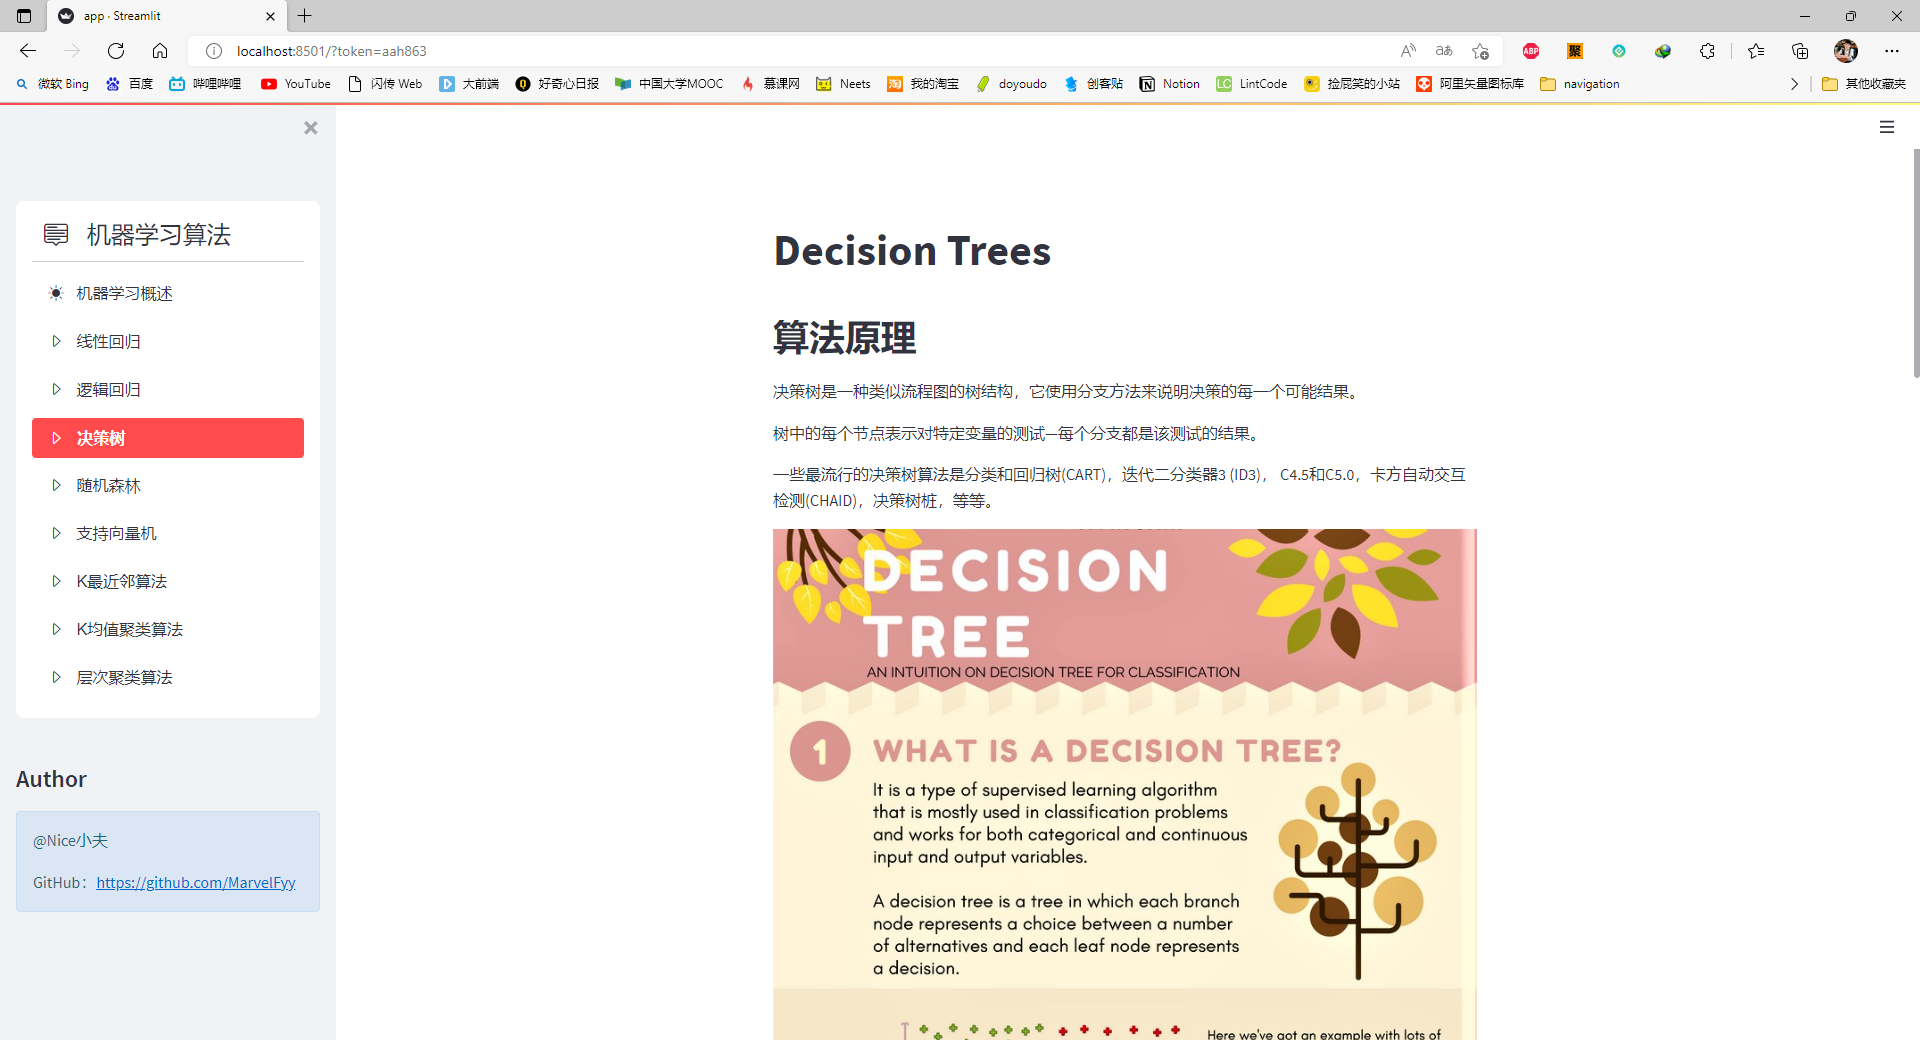 app · Streamlit
localhost:8501/?token=aah863
微软 Bing
百度
哔哩哔哩
YouTube
闪传 Web
大前端
好奇心日报
中国大学MOOC
慕课网
Neets
我的淘宝
doyoudo
创客贴
Notion
LintCode
捡屁笑的小站
阿里矢量图标库
navigation
其他收藏夹
机器学习算法
机器学习概述
线性回归
逻辑回归
决策树
随机森林
支持向量机
K最近邻算法
K均值聚类算法
层次聚类算法
Author
@Nice小夫
GitHub：https://github.com/MarvelFyy
Decision Trees
算法原理
决策树是一种类似流程图的树结构，它使用分支方法来说明决策的每一个可能结果。
树中的每个节点表示对特定变量的测试—每个分支都是该测试的结果。
一些最流行的决策树算法是分类和回归树(CART)，迭代二分类器3 (ID3)， C4.5和C5.0，卡方自动交互
检测(CHAID)，决策树桩，等等。
DECISION
TREE
AN INTUITION ON DECISION TREE FOR CLASSIFICATION
1
WHAT IS A DECISION TREE?
It is a type of supervised learning algorithm
that is mostly used in classification problems
and works for both categorical and continuous
input and output variables.
A decision tree is a tree in which each branch
node represents a choice between a number
of alternatives and each leaf node represents
a decision.
Here we've got an example with lots of